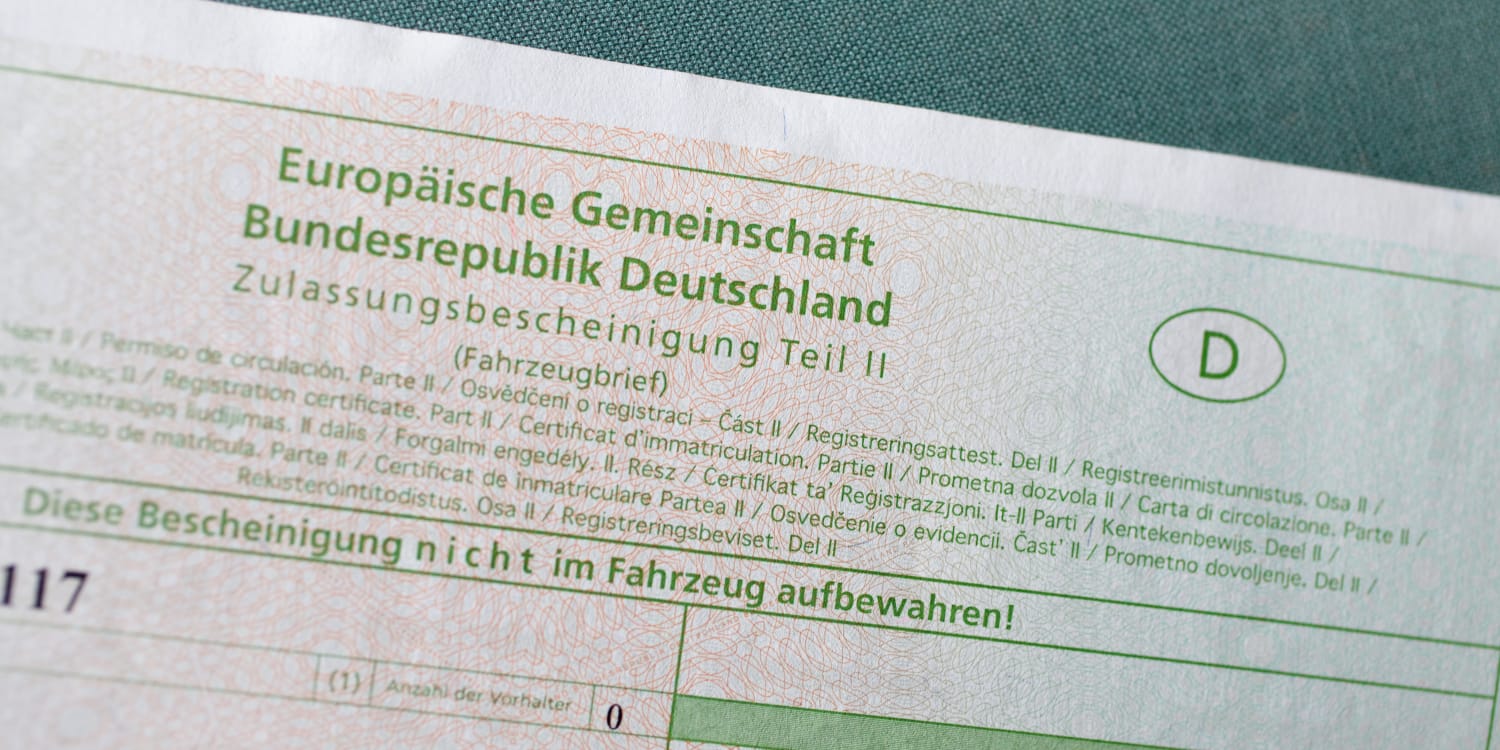 Europäische Gemeinschaft
Bundesrepublik Deutschland
D
Zulassungsbescheinigung Teil II
(Fahrzeugbrief)
II / Permiso de circulación. Parte II / Osvědčení o registraci – Část II / Registreringsattest. Del II / Registreerimistunnistus. Osa II /
II / Registration certificate. Part II / Certificat d'immatriculation. Partie II / Prometna dozvola II / Carta di circolazione. Parte II /
/ Registracijos liudijimas. II dalis / Forgalmi engedély. II. Rész / Ċertifikat ta' Reġistrazzjoni. It-II Parti / Kentekenbewijs. Deel II /
de matrícula. Parte II / Certificat de înmatriculare Partea II / Osvedčenie o evidencii. Časť II / Prometno dovoljenje. Del II /
Rekisteröintitodistus. Osa II / Registreringsbeviset. Del II
Diese Bescheinigung nicht im Fahrzeug aufbewahren!
117
(1) Anzahl der Vorhalter 0